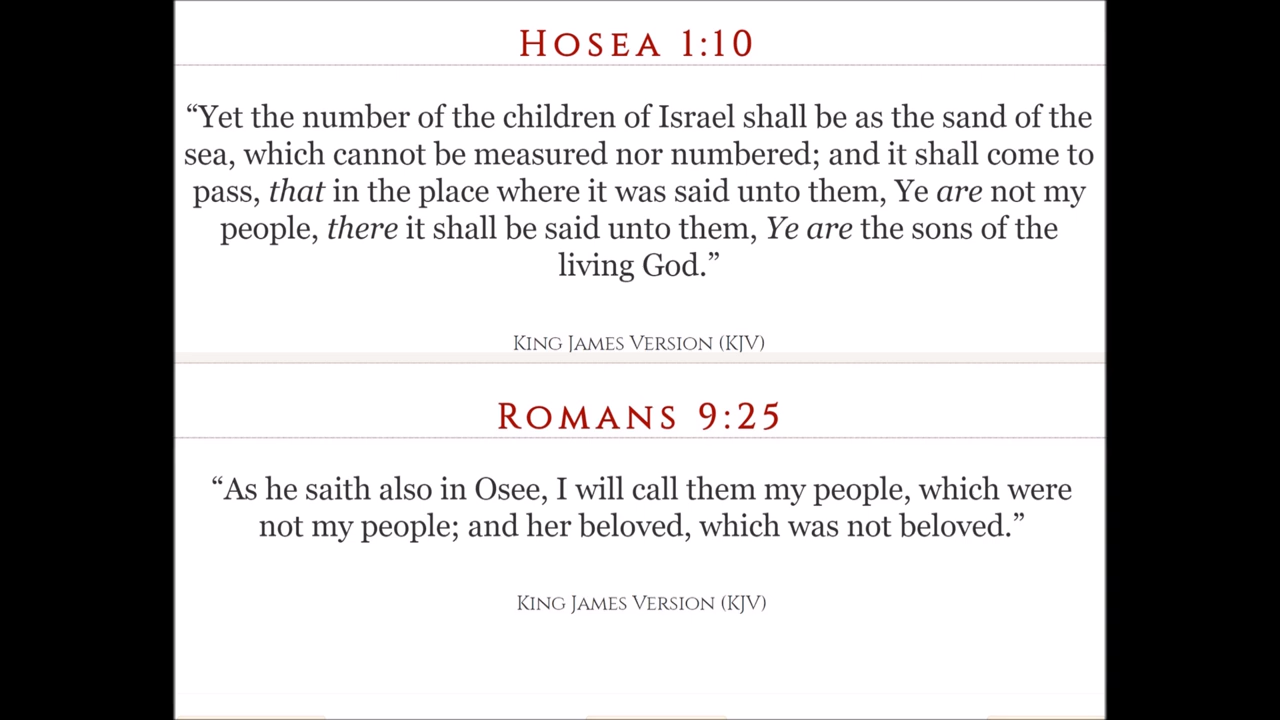 HOSEA 1:10
“Yet the number of the children of Israel shall be as the sand of the
sea, which cannot be measured nor numbered; and it shall come to
pass, that in the place where it was said unto them, Ye are not my
people, there it shall be said unto them, Ye are the sons of the
living God.”
KING JAMES VERSION (KJV)
ROMANS 9:25
“As he saith also in Osee, I will call them my people, which were
not my people; and her beloved, which was not beloved.”
KING JAMES VERSION (KJV)